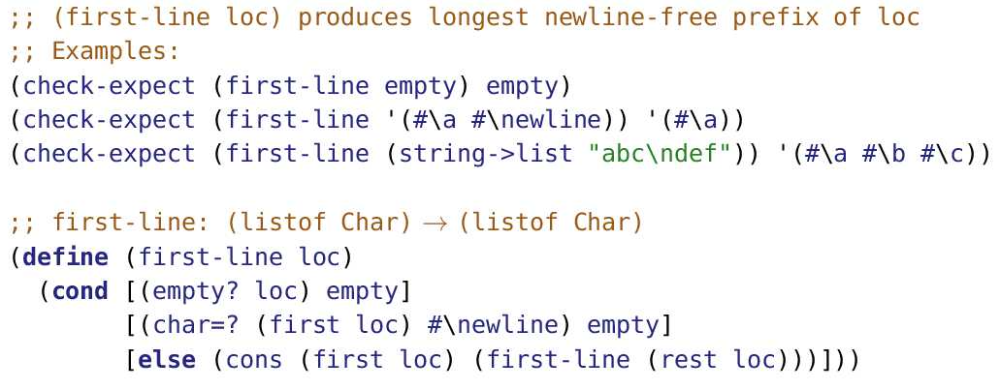 ;; (first-line loc) produces longest newline-free prefix of loc
;; Examples:
(check-expect (first-line empty) empty)
(check-expect (first-line '(#\a #\newline)) '(#\a))
(check-expect (first-line (string->list "abc\ndef")) '(#\a #\b #\c))

;; first-line: (listof Char) → (listof Char)
(define (first-line loc)
  (cond [(empty? loc) empty]
        [(char=? (first loc) #\newline) empty]
        [else (cons (first loc) (first-line (rest loc)))]))